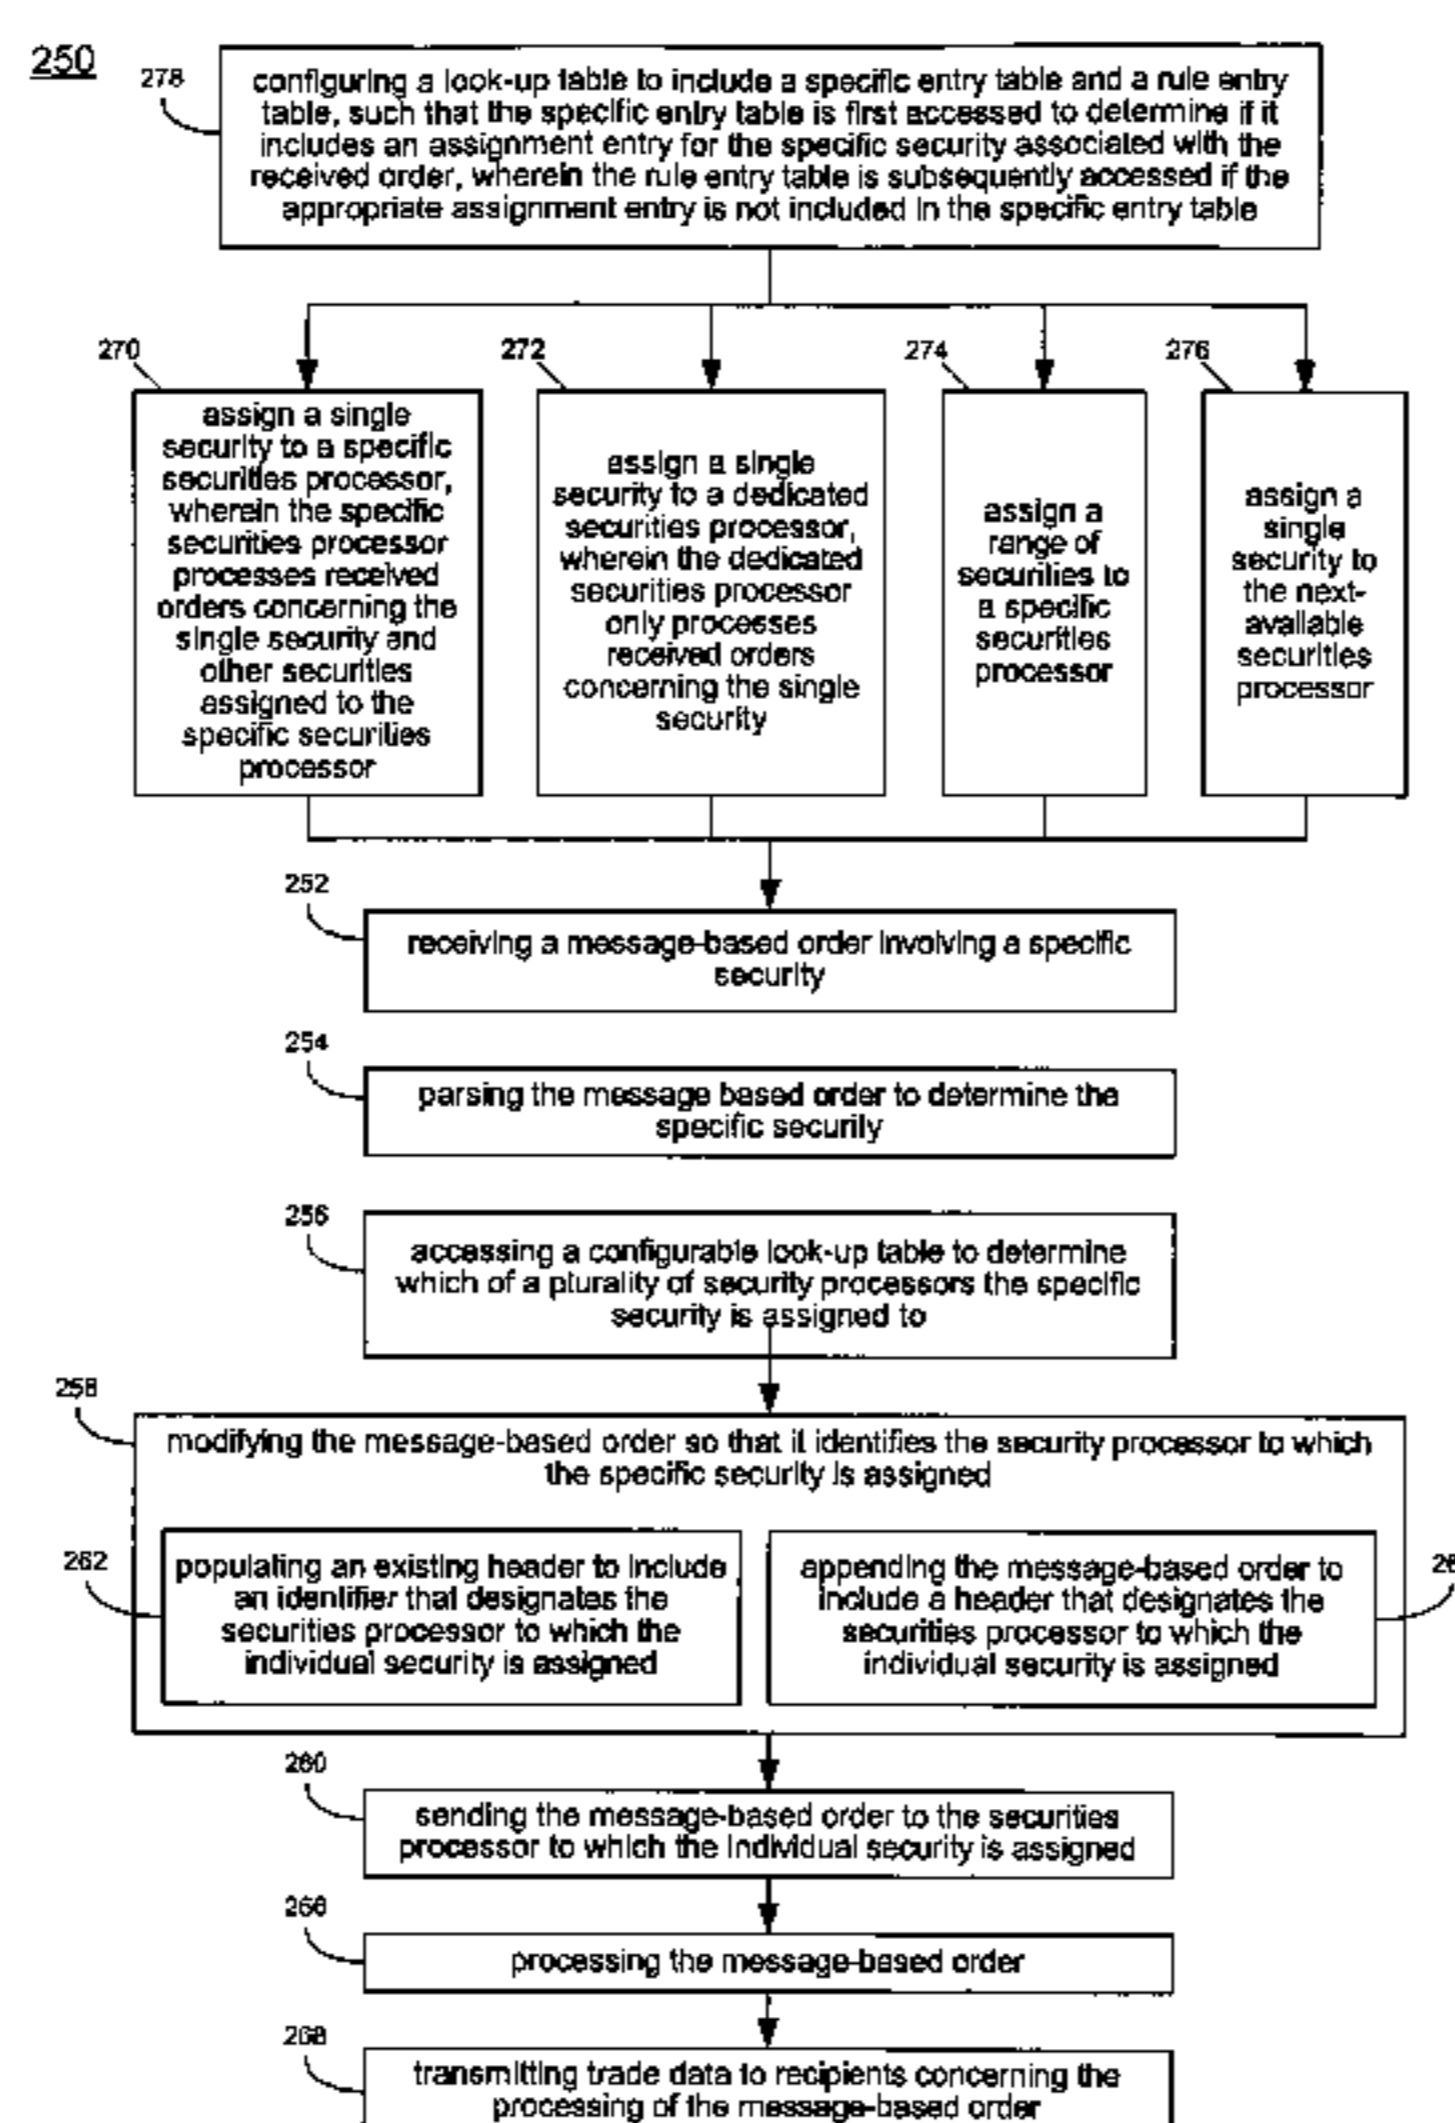 250
278
configuring a look-up table to include a specific entry table and a rule entry
table, such that the specific entry table is first accessed to determine if it
includes an assignment entry for the specific security associated with the
received order, wherein the rule entry table is subsequently accessed if the
appropriate assignment entry is not included in the specific entry table
270
assign a single
security to a specific
securities processor,
wherein the specific
securities processor
processes received
orders concerning the
single security and
other securities
assigned to the
specific securities
processor
272
assign a single
security to a dedicated
securities processor,
wherein the dedicated
securities processor
only processes
received orders
concerning the single
security
274
assign a
range of
securities to
a specific
securities
processor
276
assign a
single
security to
the next-
available
securities
processor
252
receiving a message-based order involving a specific
security
254
parsing the message based order to determine the
specific security
256
accessing a configurable look-up table to determine
which of a plurality of security processors the specific
security is assigned to
258
modifying the message-based order so that it identifies the security processor to which
the specific security is assigned
262
populating an existing header to include
an identifier that designates the
securities processor to which the
individual security is assigned
appending the message-based order to
include a header that designates the
securities processor to which the
individual security is assigned
260
sending the message-based order to the securities
processor to which the individual security is assigned
266
processing the message-based order
268
transmitting trade data to recipients concerning the
processing of the message-based order